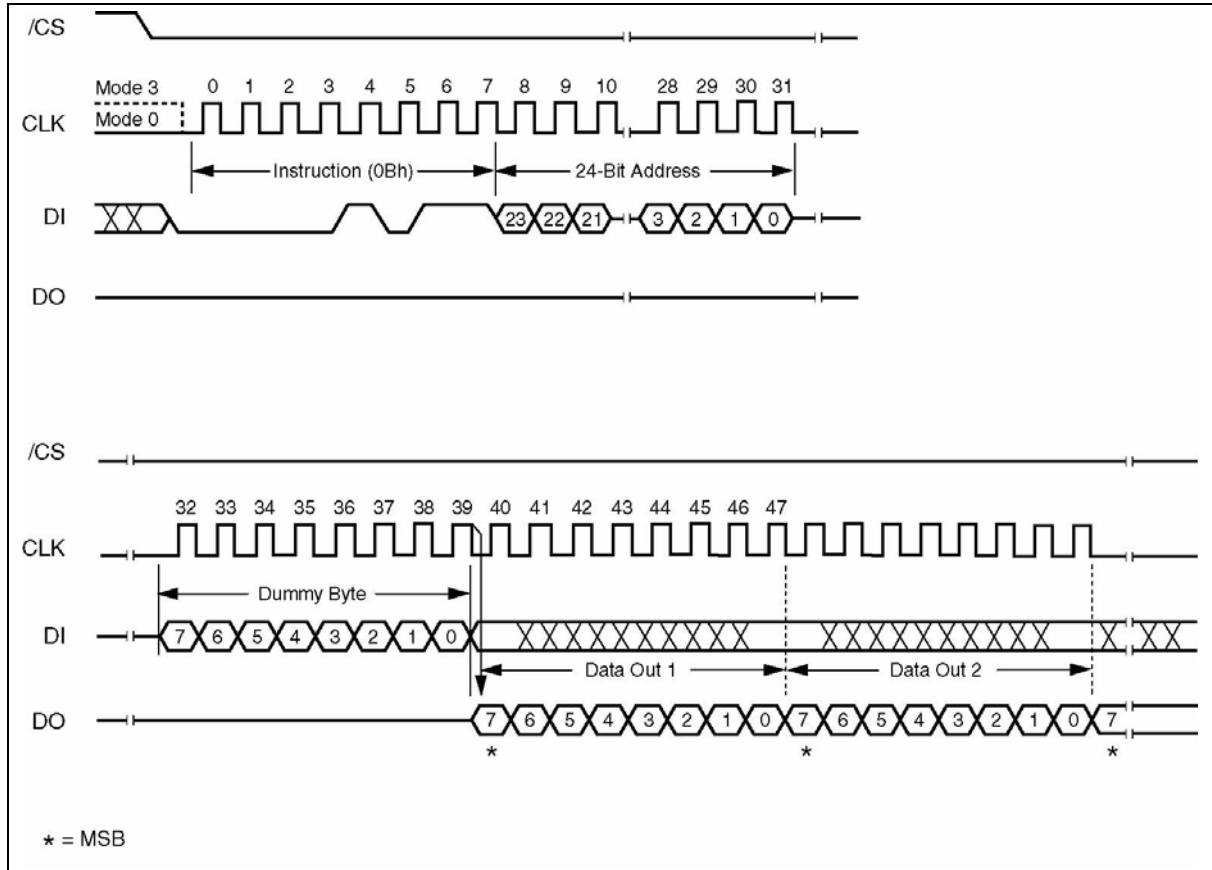 /CS
Mode 3 0 1 2 3 4 5 6 7 8 9 10 28 29 30 31
CLK Mode 0
Instruction (0Bh) 24-Bit Address
DI 23 22 21 3 2 1 0
DO
/CS
32 33 34 35 36 37 38 39 40 41 42 43 44 45 46 47
CLK
Dummy Byte
DI 7 6 5 4 3 2 1 0
Data Out 1 Data Out 2
DO 7 6 5 4 3 2 1 0 7 6 5 4 3 2 1 0 7
* * *
* = MSB